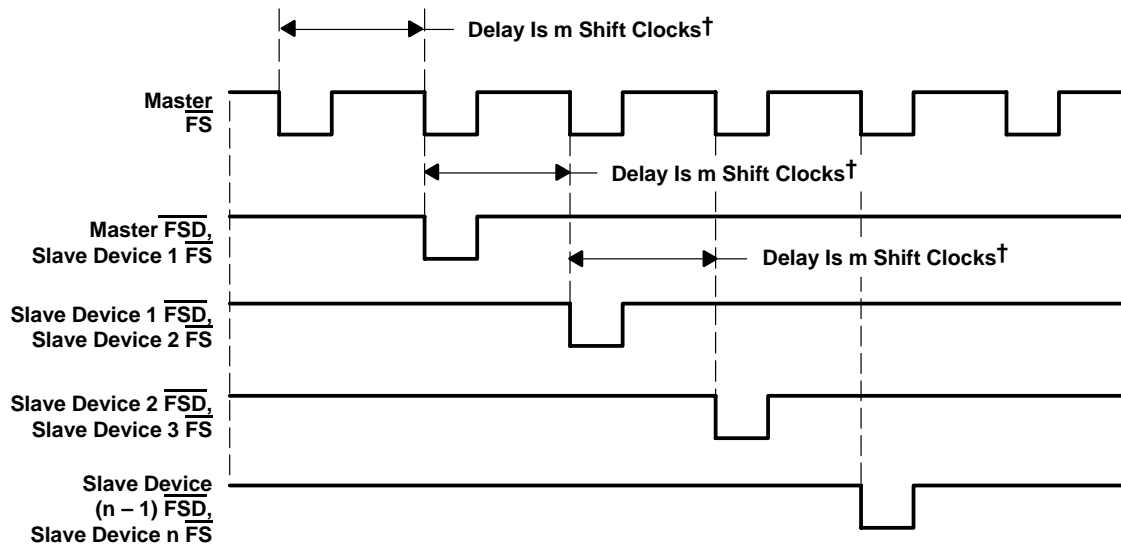 Delay Is m Shift Clocks†
Master
FS
Delay Is m Shift Clocks†
Master FSD,
Slave Device 1 FS
Delay Is m Shift Clocks†
Slave Device 1 FSD,
Slave Device 2 FS
Slave Device 2 FSD,
Slave Device 3 FS
Slave Device
(n – 1) FSD,
Slave Device n FS